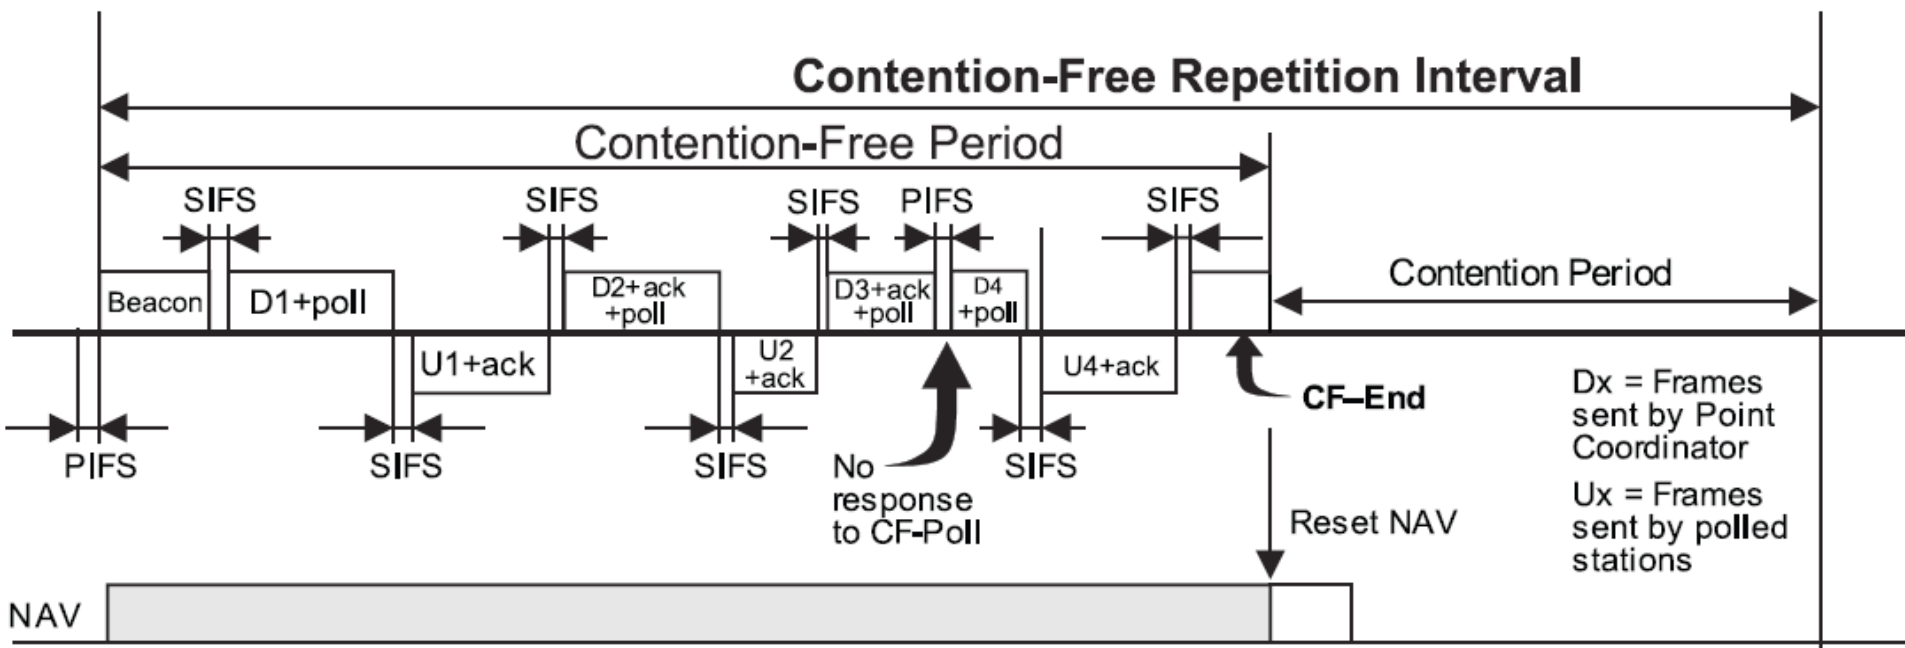 Contention-Free Repetition Interval
Contention-Free Period
SIFS
SIFS
SIFS
PIFS
SIFS
Beacon
D1+poll
D2+ack
+poll
D3+ack
+poll
D4
+poll
Contention Period
U1+ack
U2
+ack
U4+ack
CF–End
Dx = Frames
sent by Point
Coordinator
PIFS
SIFS
SIFS
No
response
to CF-Poll
SIFS
Reset NAV
Ux = Frames
sent by polled
stations
NAV